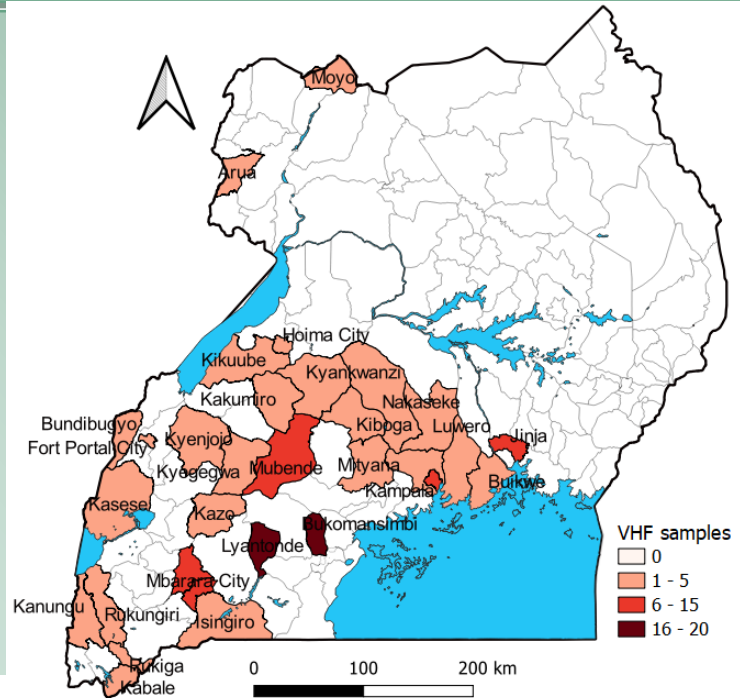 Moyo
Arua
Hoima City
Kikuube
Kyankwanzi
Kakumiro
Nakaseke
Bundibugyo
Kiboga
Luwero
Jinja
Fort Portal City
Kyenjojo
Kyegegwa
Mubende
Mityana
Kampala
Buikwe
Kasese
Kazo
Bukomansimbi
Lyantonde
Mbarara City
Kanungu
Rukungiri
Isingiro
Rukiga
Kabale
VHF samples
0
1 - 5
6 - 15
16 - 20
0 100 200 km